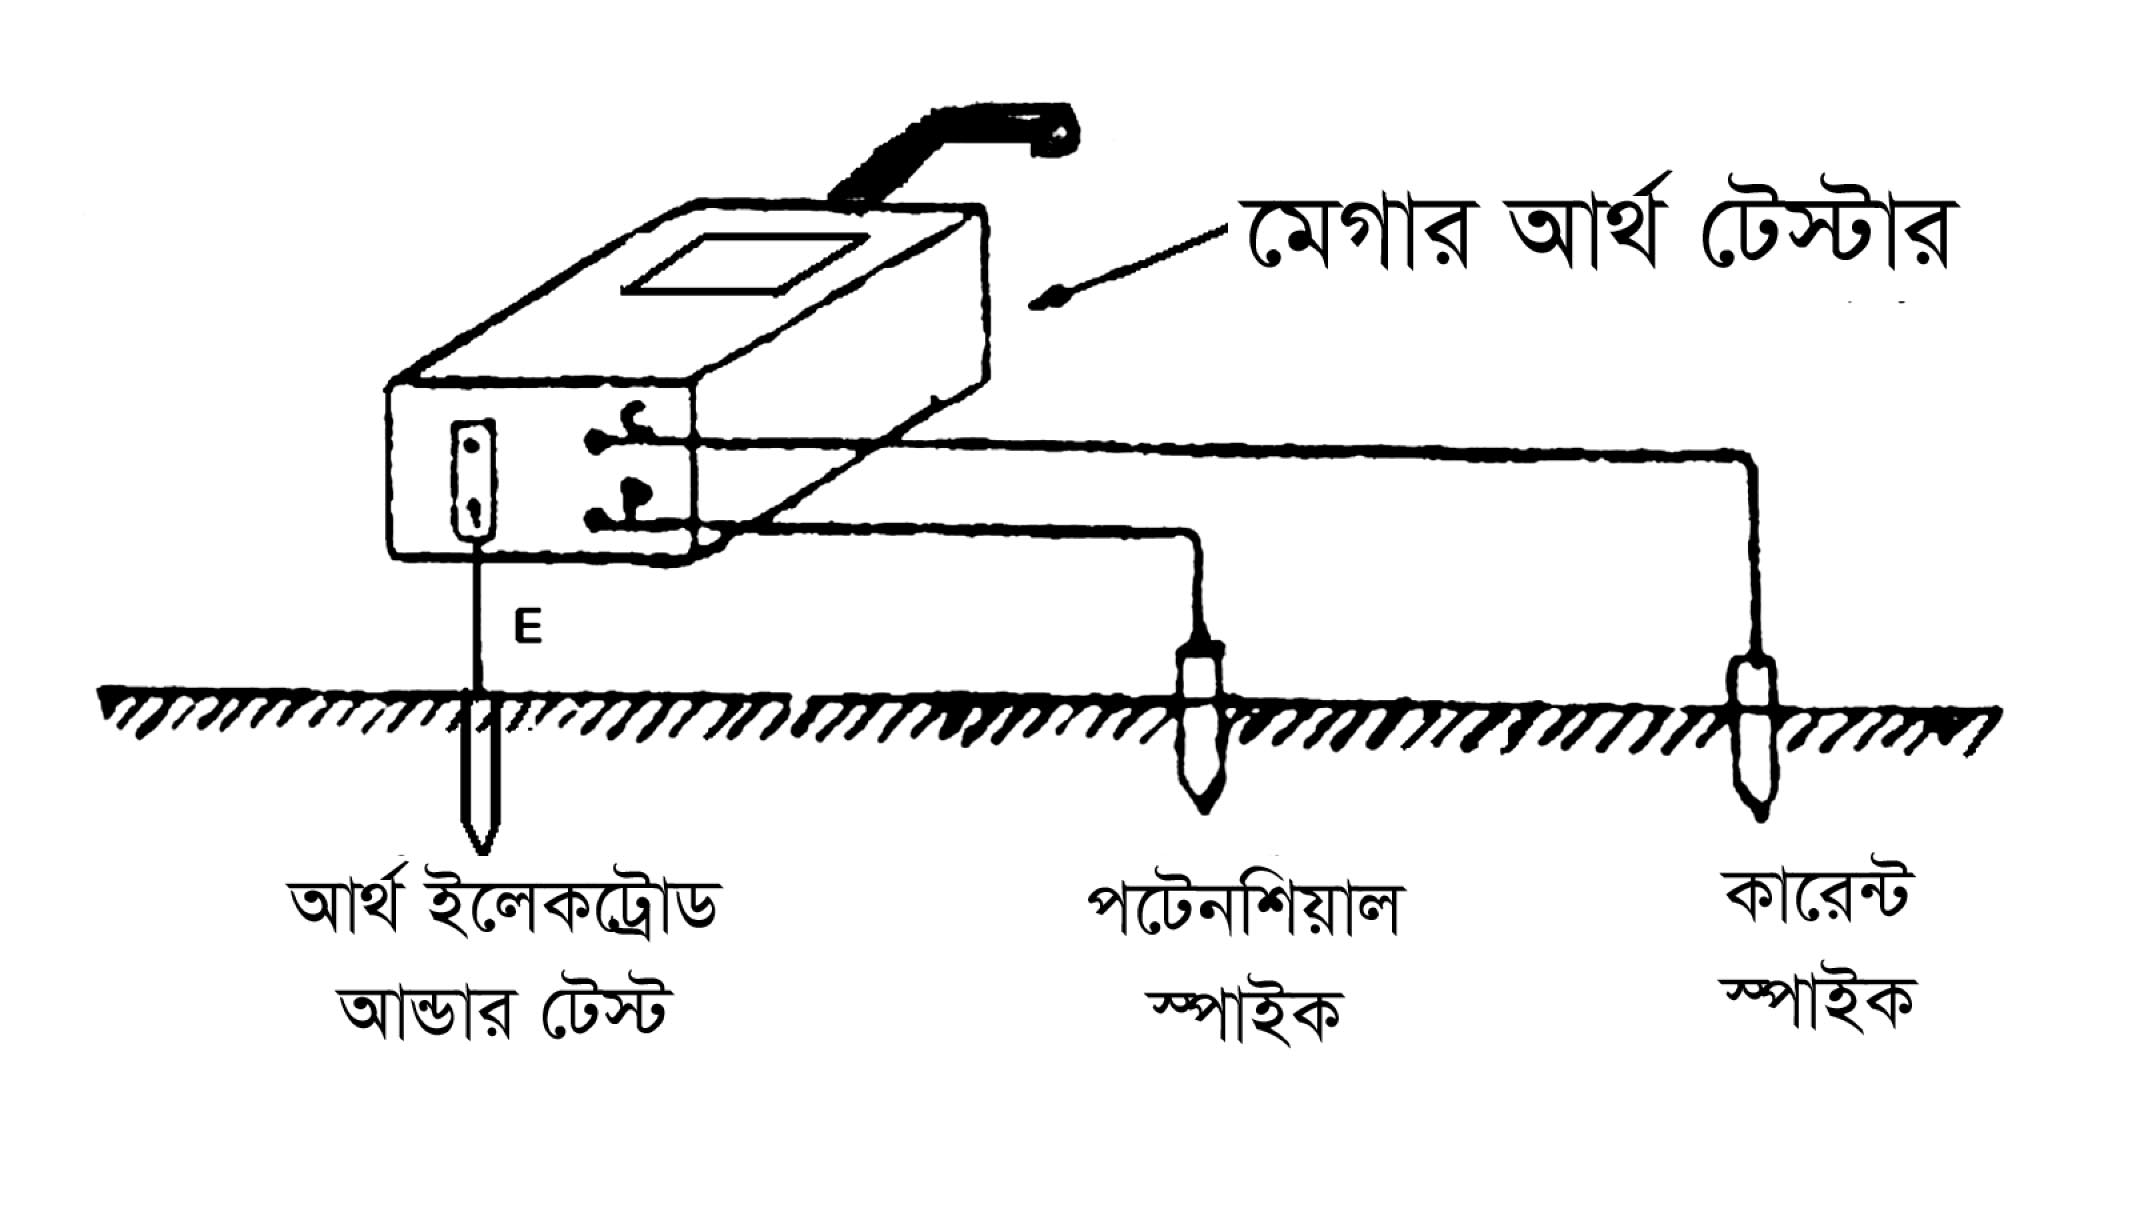 মেগার আর্থ টেস্টার
C
P
E
আর্থ ইলেকট্রোড
আন্ডার টেস্ট
পটেনশিয়াল
স্পাইক
কারেন্ট
স্পাইক